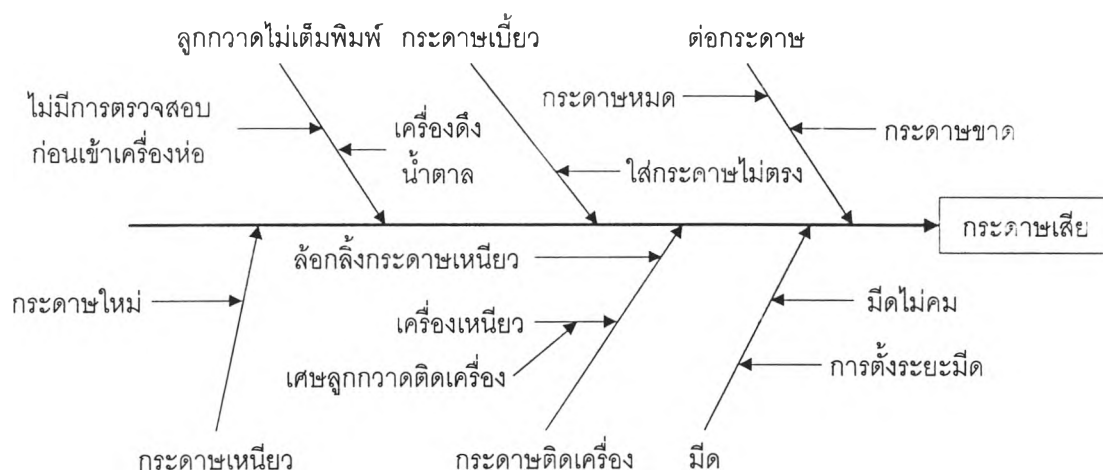 ลูกกวาดไม่เต็มพิมพ์ กระดาษเบี้ยว ต่อกระดาษ
ไม่มีการตรวจสอบ
ก่อนเข้าเครื่องห่อ
เครื่องดึง
น้ำตาล
กระดาษหมด
กระดาษขาด
ใส่กระดาษไม่ตรง
กระดาษเสีย
ล้อกลิ้งกระดาษเหนียว
กระดาษใหม่
เครื่องเหนียว
เศษลูกกวาดติดเครื่อง
มีดไม่คม
การตั้งระยะมีด
กระดาษเหนียว กระดาษติดเครื่อง มีด